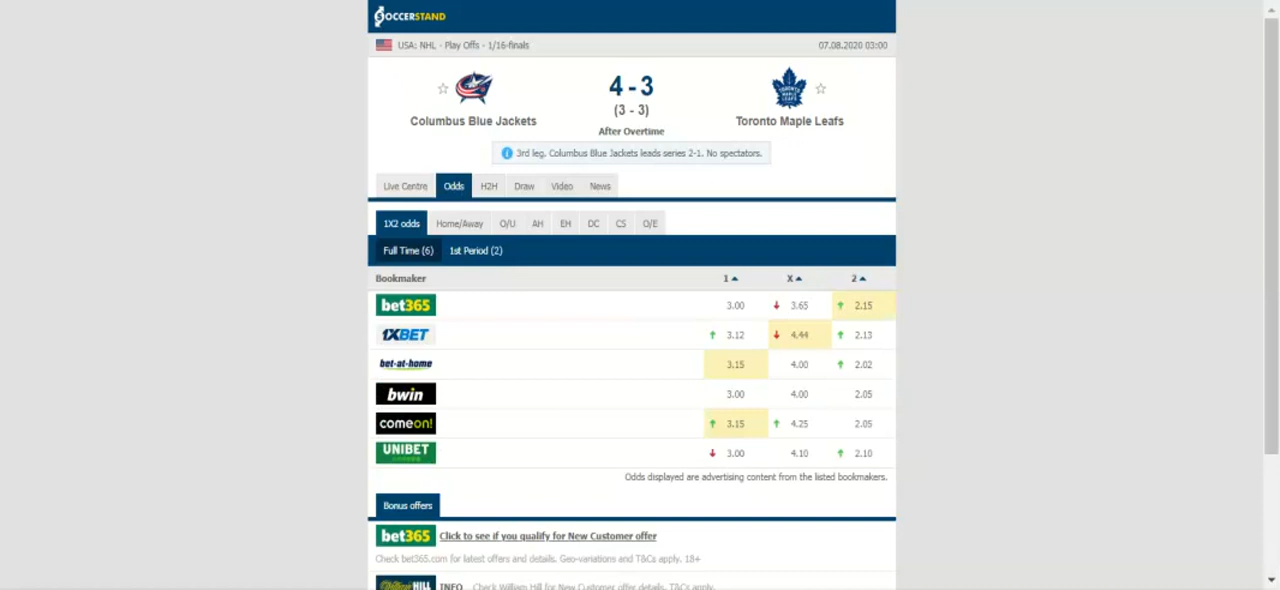 SOCCERSTAND
USA: NHL - Play Offs - 1/16-finals 07.08.2020 03:00
4 - 3
(3 - 3)
TORONTO MAPLE LEAFS
Columbus Blue Jackets Toronto Maple Leafs
After Overtime
3rd leg. Columbus Blue Jackets leads series 2-1. No spectators.
Live Centre Odds H2H Draw Video News
1X2 odds Home/Away O/U AH EH DC CS O/E
Full Time (6) 1st Period (2)
Bookmaker 1 X 2
bet365 3.00 3.65 2.15
1XBET 3.12 4.44 2.13
bet-at-home 3.15 4.00 2.02
bwin 3.00 4.00 2.05
comeon! 3.15 4.25 2.05
UNIBET 3.00 4.10 2.10
Odds displayed are advertising content from the listed bookmakers.
Bonus offers
bet365 Click to see if you qualify for New Customer offer
Check bet365.com for latest offers and details. Geo-variations and T&Cs apply. 18+
William HILL INFO Check William Hill for New Customer offer details. T&Cs apply.